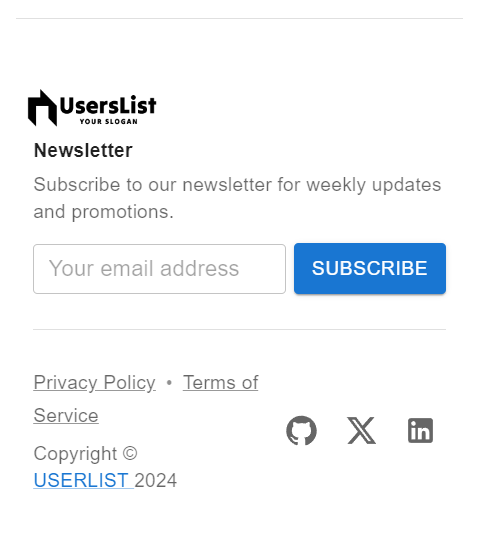 UsersList
YOUR SLOGAN
Newsletter
Subscribe to our newsletter for weekly updates
and promotions.
Your email address
SUBSCRIBE
Privacy Policy • Terms of
Service
Copyright ©
USERLIST 2024